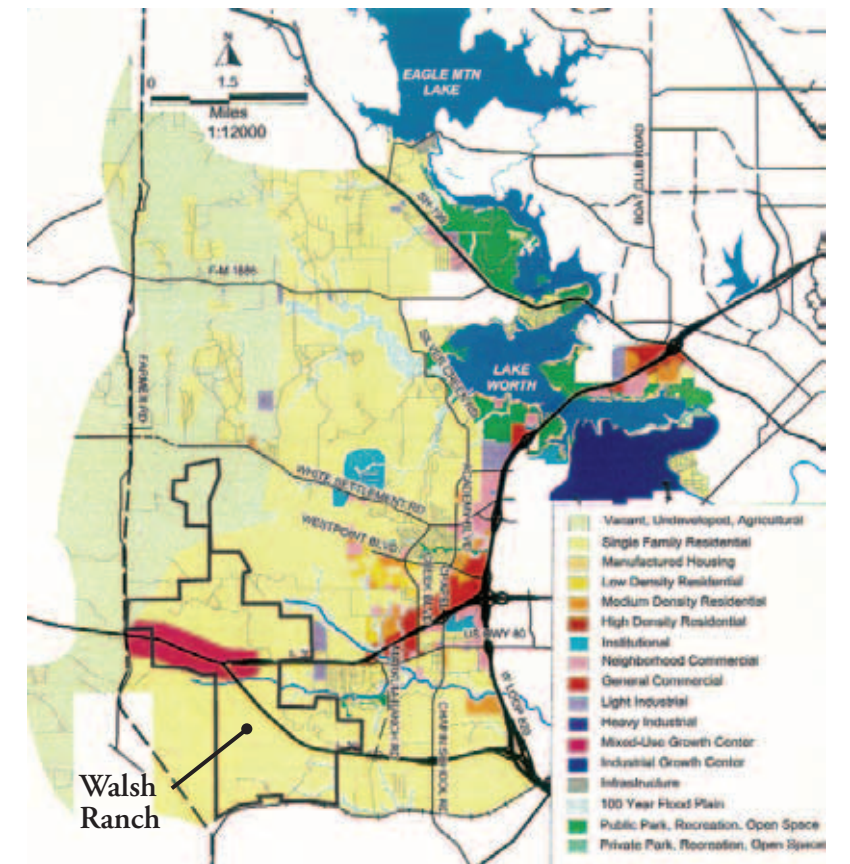 N
0 1.5
Miles
1:12000
EAGLE MTN
LAKE
BOAT CLUB ROAD
SH-199
F-M 1886
FARMER RD
SILVER CREEK RD
LAKE
WORTH
WHITE SETTLEMENT RD
ACADEMY BLVD
WESTPOINT BLVD
US HWY 80
CHAPIN SCHOOL RD
W LOOP 820
Walsh
Ranch
Vacant, Undeveloped, Agricultural
Single Family Residential
Manufactured Housing
Low Density Residential
Medium Density Residential
High Density Residential
Institutional
Neighborhood Commercial
General Commercial
Light Industrial
Heavy Industrial
Mixed-Use Growth Center
Industrial Growth Center
Infrastructure
100 Year Flood Plain
Public Park, Recreation, Open Space
Private Park, Recreation, Open Space